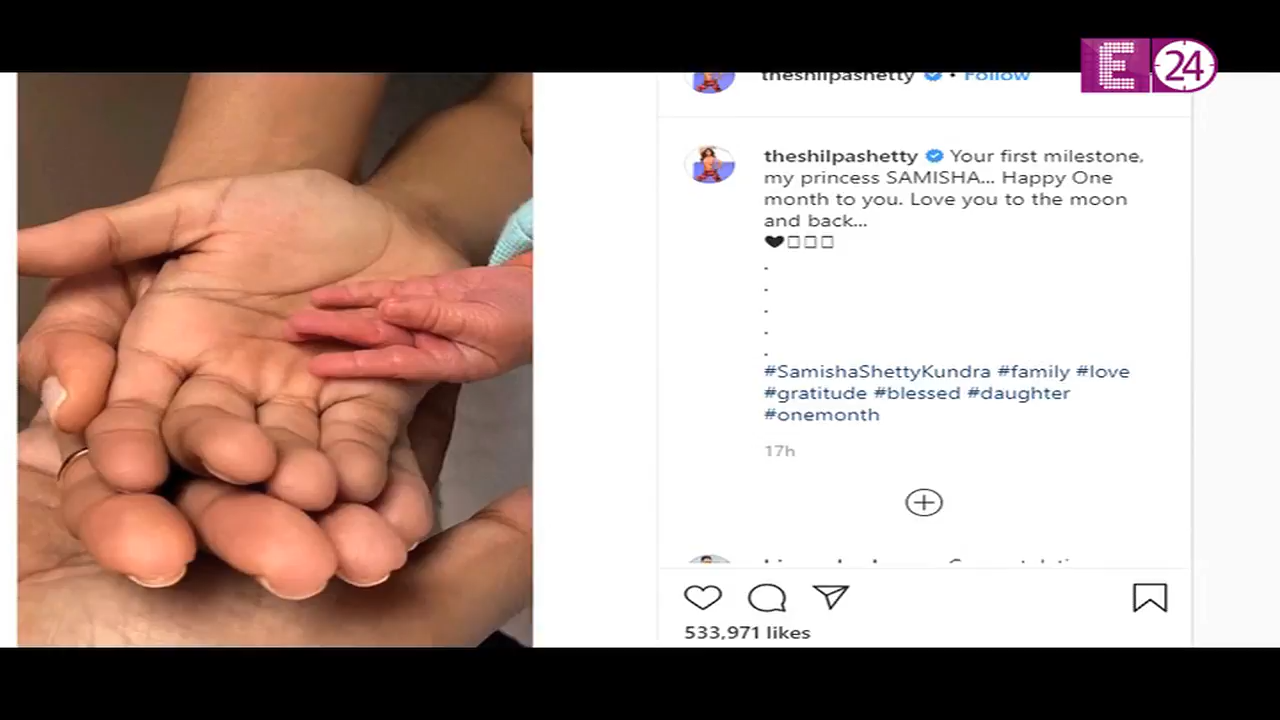 E 24
theshilpashetty • Follow
theshilpashetty Your first milestone,
my princess SAMISHA... Happy One
month to you. Love you to the moon
and back...
.
.
.
.
.
#SamishaShettyKundra #family #love
#gratitude #blessed #daughter
#onemonth
17h
533,971 likes